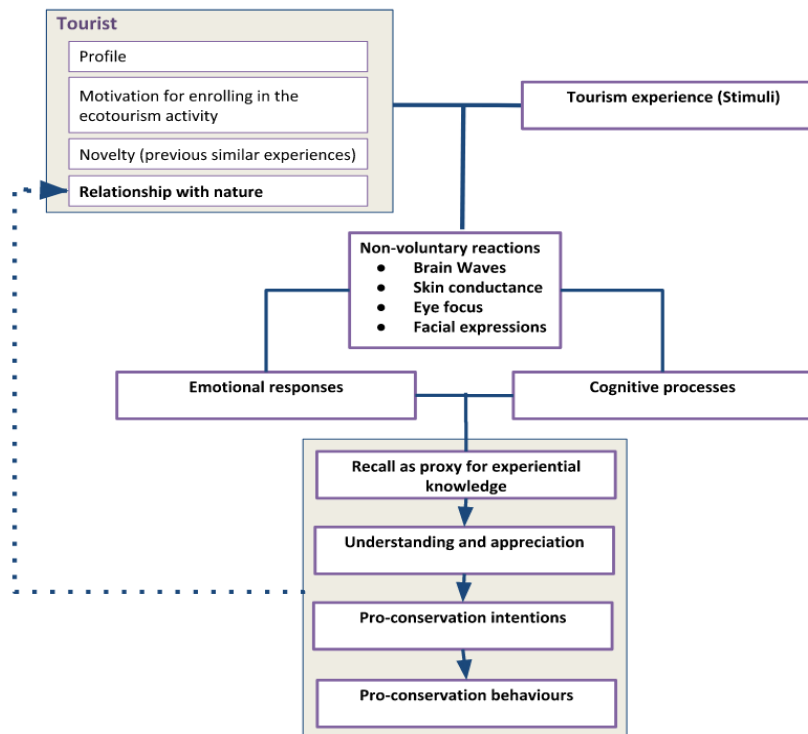 Tourist
Profile
Motivation for enrolling in the
ecotourism activity
Novelty (previous similar experiences)
Relationship with nature
Tourism experience (Stimuli)
Non-voluntary reactions
● Brain Waves
● Skin conductance
● Eye focus
● Facial expressions
Emotional responses
Cognitive processes
Recall as proxy for experiential
knowledge
Understanding and appreciation
Pro-conservation intentions
Pro-conservation behaviours